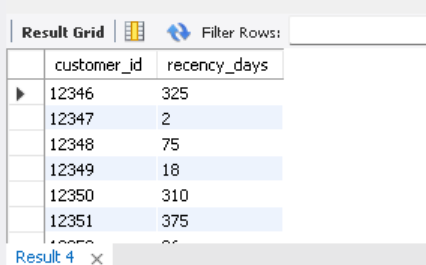 Result Grid Filter Rows:
customer_id recency_days
12346 325
12347 2
12348 75
12349 18
12350 310
12351 375
Result 4